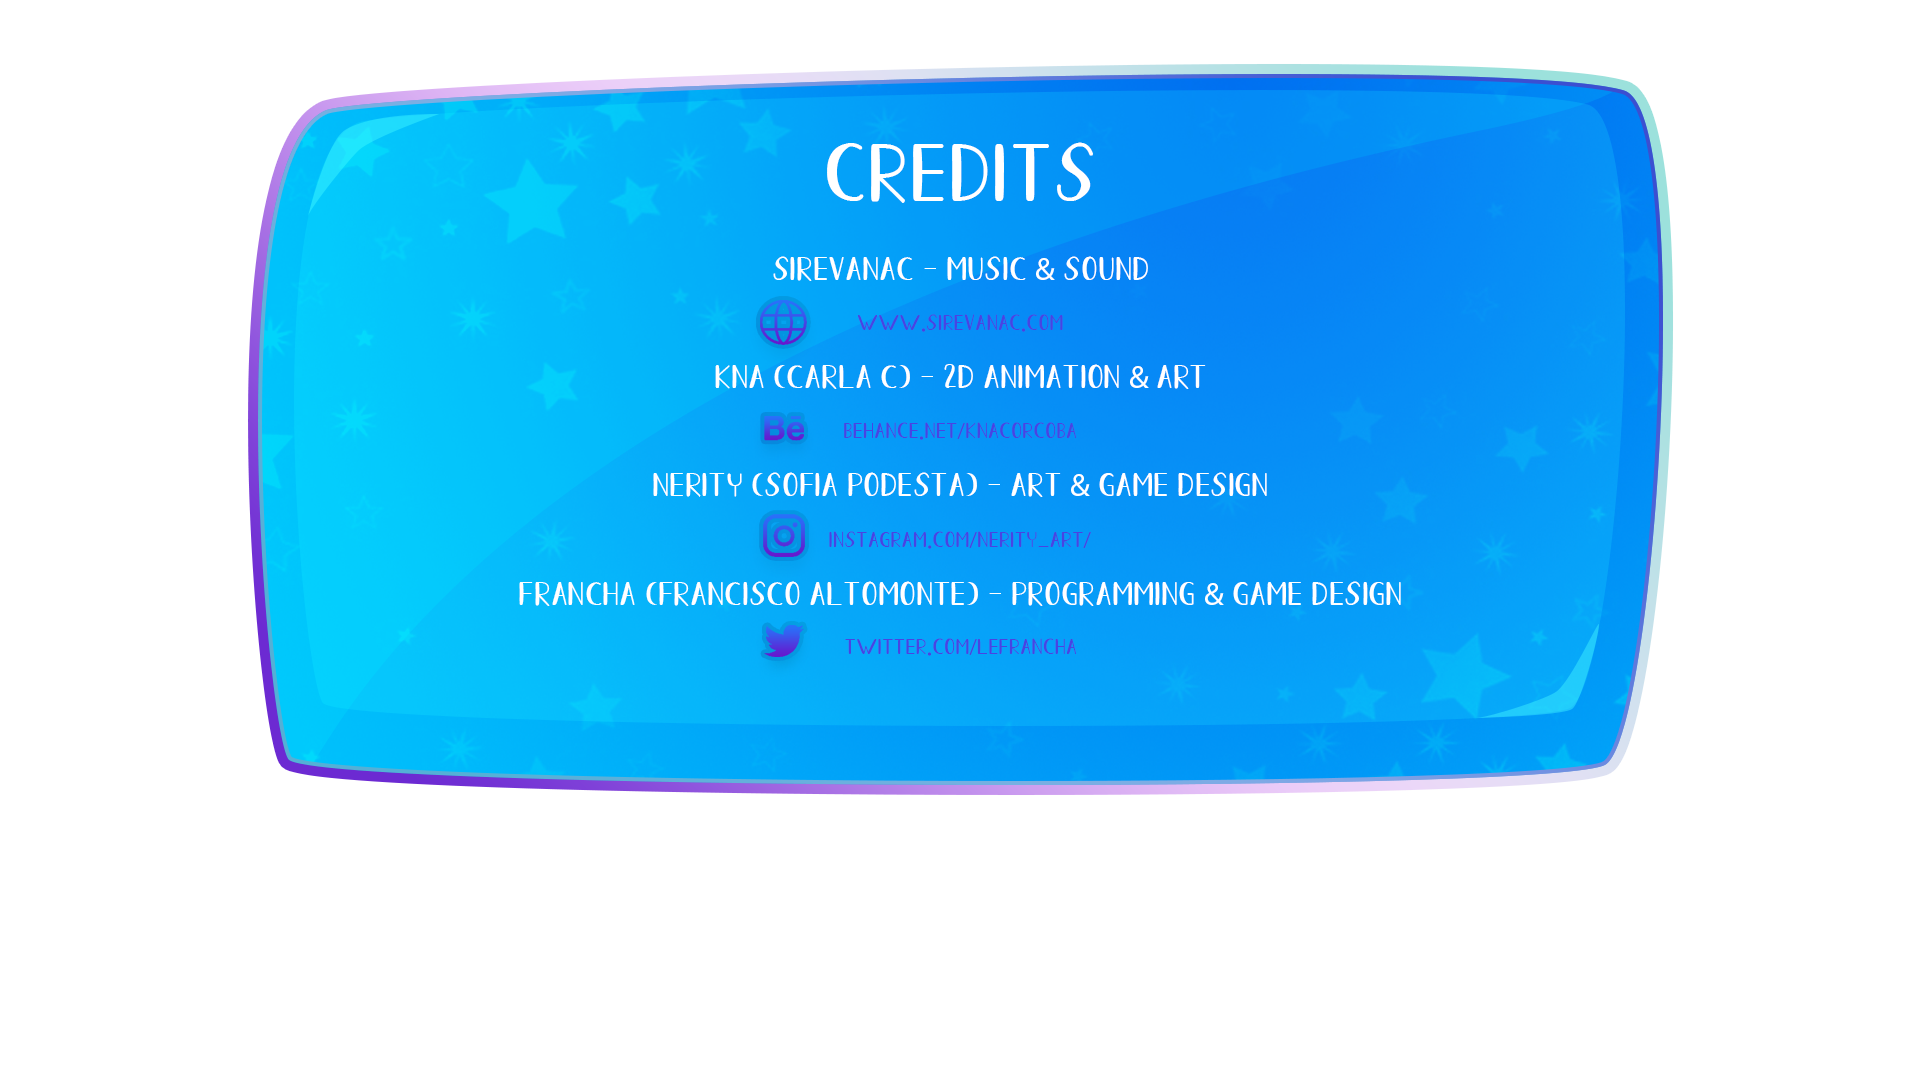 CREDITS
SIREVANAC - MUSIC & SOUND
WWW.SIREVANAC.COM
KNA (CARLA C) - 2D ANIMATION & ART
Bē BEHANCE.NET/KNACORCOBA
NERITY (SOFIA PODESTA) - ART & GAME DESIGN
INSTAGRAM.COM/NERITY_ART/
FRANCHA (FRANCISCO ALTOMONTE) - PROGRAMMING & GAME DESIGN
TWITTER.COM/LEFRANCHA